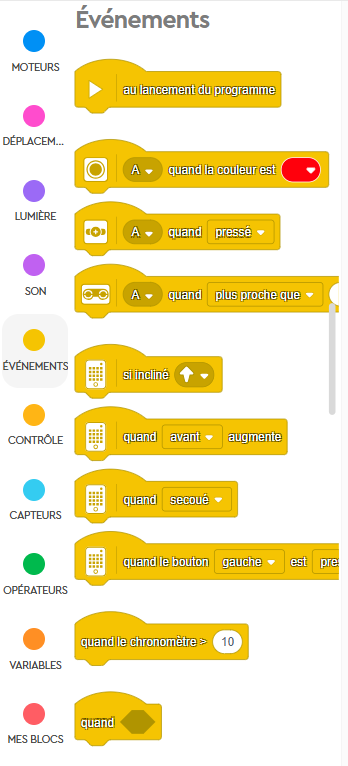 Événements
MOTEURS
DÉPLACEM...
LUMIÈRE
SON
ÉVÉNEMENTS
CONTRÔLE
CAPTEURS
OPÉRATEURS
VARIABLES
MES BLOCS
au lancement du programme
A quand la couleur est
A quand pressé
A quand plus proche que
si incliné
quand avant augmente
quand secoué
quand le bouton gauche est
quand le chronomètre > 10
quand